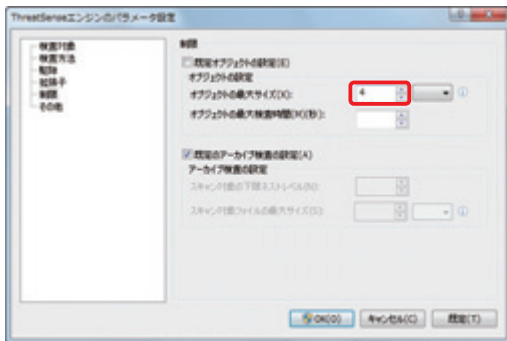 ThreatSenseエンジンのパラメータ設定
検査対象
検査方法
駆除
拡張子
制限
その他
制限
既定オブジェクトの設定(E)
オブジェクトの設定
オブジェクトの最大サイズ(X):
4
オブジェクトの最大検査時間(M)(秒):
既定のアーカイブ検査の設定(A)
アーカイブ検査の設定
スキャン対象の下限ネストレベル(N):
スキャン対象ファイルの最大サイズ(S):
OK(O)
キャンセル(C)
既定(T)